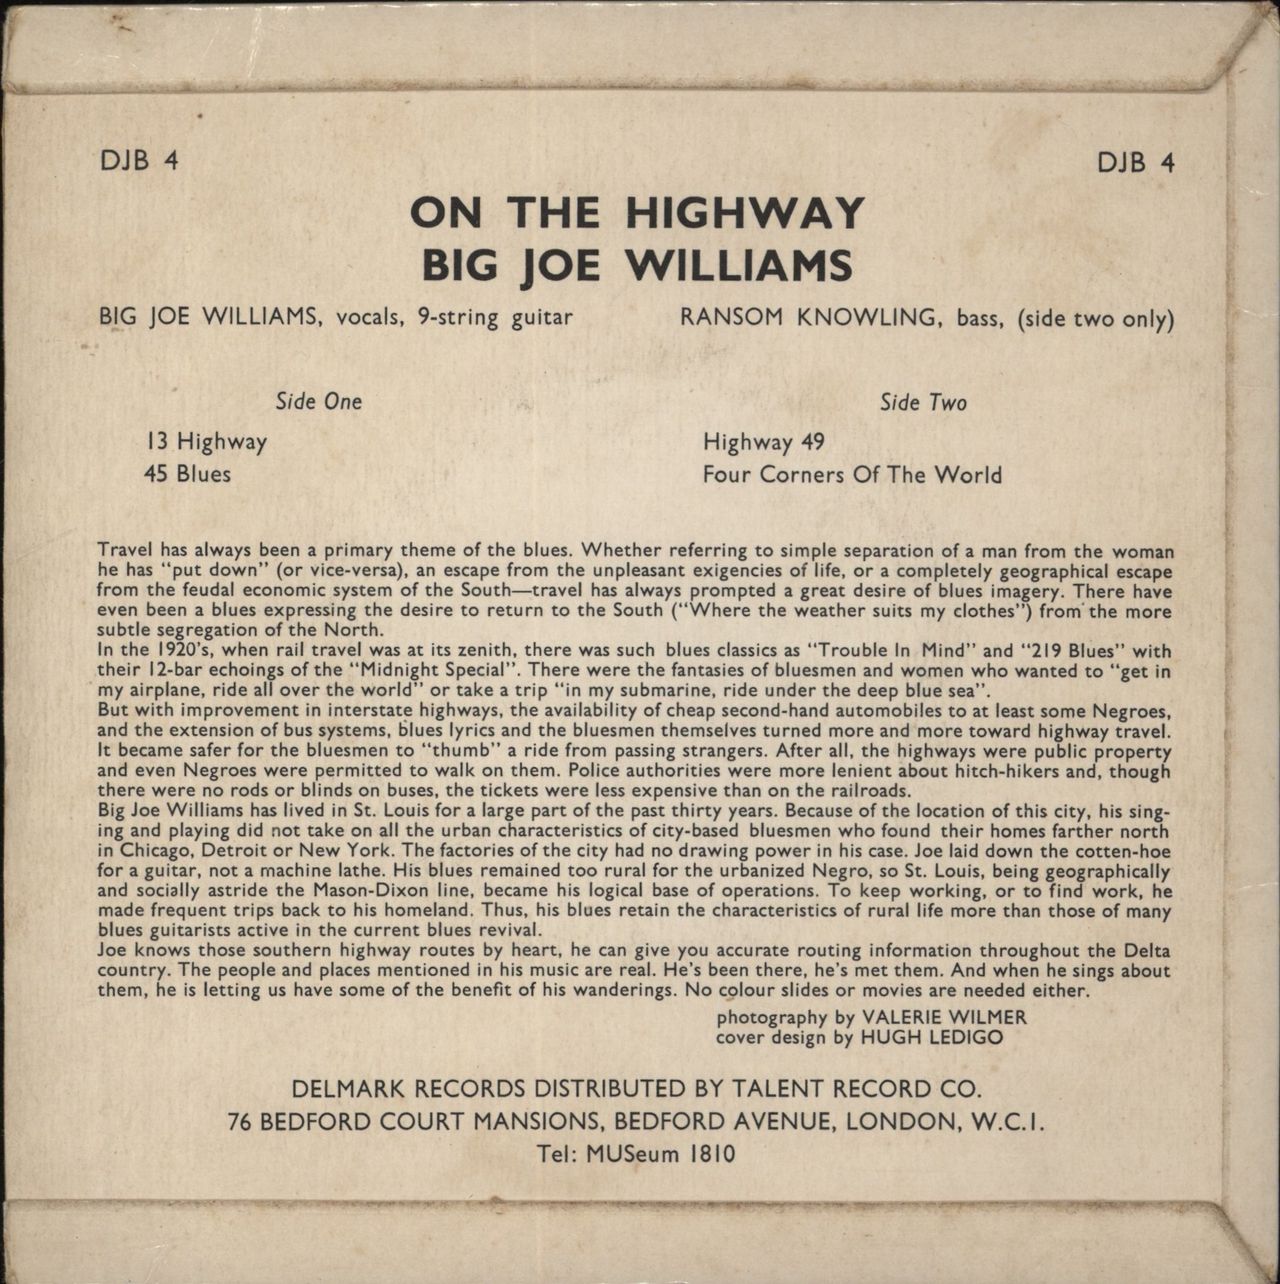 DJB 4 DJB 4
ON THE HIGHWAY
BIG JOE WILLIAMS
BIG JOE WILLIAMS, vocals, 9-string guitar RANSOM KNOWLING, bass, (side two only)
Side One
13 Highway
45 Blues
Side Two
Highway 49
Four Corners Of The World
Travel has always been a primary theme of the blues. Whether referring to simple separation of a man from the woman
he has “put down” (or vice-versa), an escape from the unpleasant exigencies of life, or a completely geographical escape
from the feudal economic system of the South—travel has always prompted a great desire of blues imagery. There have
even been a blues expressing the desire to return to the South (“Where the weather suits my clothes”) from the more
subtle segregation of the North.
In the 1920's, when rail travel was at its zenith, there was such blues classics as “Trouble In Mind” and “219 Blues” with
their 12-bar echoings of the “Midnight Special”. There were the fantasies of bluesmen and women who wanted to “get in
my airplane, ride all over the world” or take a trip “in my submarine, ride under the deep blue sea”.
But with improvement in interstate highways, the availability of cheap second-hand automobiles to at least some Negroes,
and the extension of bus systems, blues lyrics and the bluesmen themselves turned more and more toward highway travel.
It became safer for the bluesmen to “thumb” a ride from passing strangers. After all, the highways were public property
and even Negroes were permitted to walk on them. Police authorities were more lenient about hitch-hikers and, though
there were no rods or blinds on buses, the tickets were less expensive than on the railroads.
Big Joe Williams has lived in St. Louis for a large part of the past thirty years. Because of the location of this city, his sing-
ing and playing did not take on all the urban characteristics of city-based bluesmen who found their homes farther north
in Chicago, Detroit or New York. The factories of the city had no drawing power in his case. Joe laid down the cotten-hoe
for a guitar, not a machine lathe. His blues remained too rural for the urbanized Negro, so St. Louis, being geographically
and socially astride the Mason-Dixon line, became his logical base of operations. To keep working, or to find work, he
made frequent trips back to his homeland. Thus, his blues retain the characteristics of rural life more than those of many
blues guitarists active in the current blues revival.
Joe knows those southern highway routes by heart, he can give you accurate routing information throughout the Delta
country. The people and places mentioned in his music are real. He's been there, he's met them. And when he sings about
them, he is letting us have some of the benefit of his wanderings. No colour slides or movies are needed either.
photography by VALERIE WILMER
cover design by HUGH LEDIGO
DELMARK RECORDS DISTRIBUTED BY TALENT RECORD CO.
76 BEDFORD COURT MANSIONS, BEDFORD AVENUE, LONDON, W.C.1.
Tel: MUSeum 1810